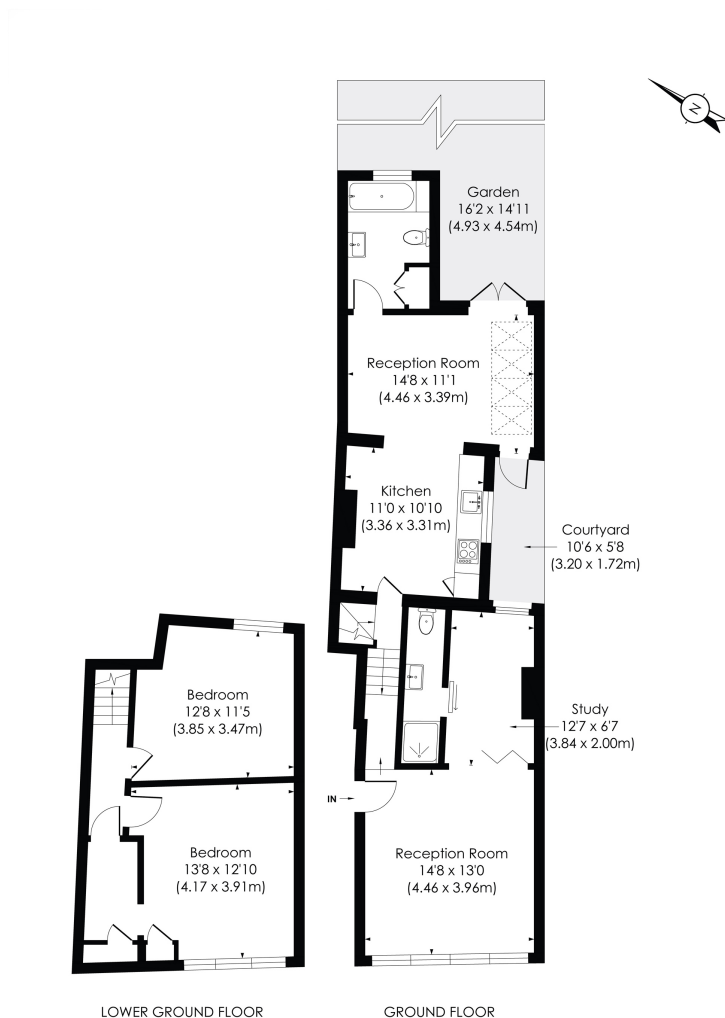 N
Garden
16'2 x 14'11
(4.93 x 4.54m)
Reception Room
14'8 x 11'1
(4.46 x 3.39m)
Kitchen
11'0 x 10'10
(3.36 x 3.31m)
Courtyard
10'6 x 5'8
(3.20 x 1.72m)
Bedroom
12'8 x 11'5
(3.85 x 3.47m)
Study
12'7 x 6'7
(3.84 x 2.00m)
IN
Bedroom
13'8 x 12'10
(4.17 x 3.91m)
Reception Room
14'8 x 13'0
(4.46 x 3.96m)
LOWER GROUND FLOOR
GROUND FLOOR